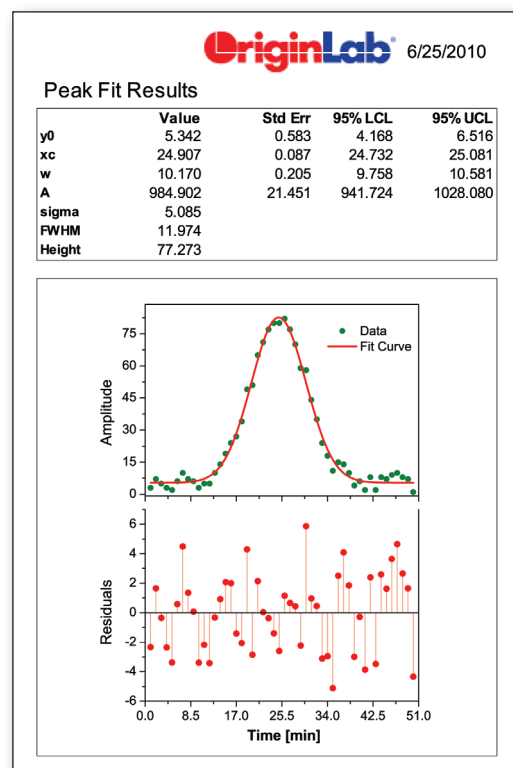 OriginLab 6/25/2010
Peak Fit Results
Value Std Err 95% LCL 95% UCL
y0 5.342 0.583 4.168 6.516
xc 24.907 0.087 24.732 25.081
w 10.170 0.205 9.758 10.581
A 984.902 21.451 941.724 1028.080
sigma 5.085
FWHM 11.974
Height 77.273
75
60
45
30
15
0
Amplitude
Data
Fit Curve
6
4
2
0
-2
-4
-6
Residuals
0.0 8.5 17.0 25.5 34.0 42.5 51.0
Time [min]